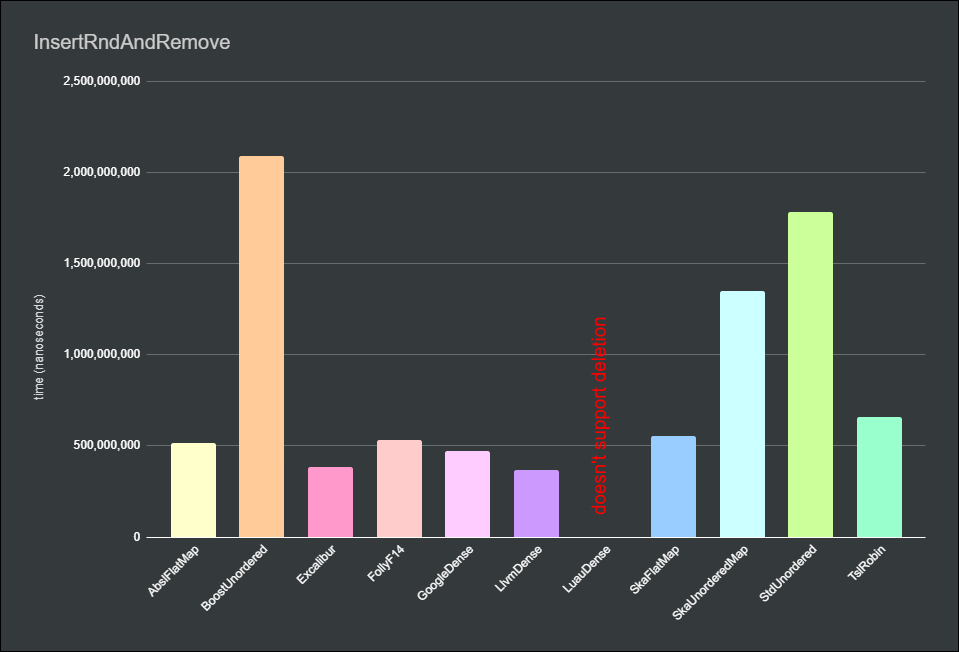 InsertRndAndRemove
2,500,000,000
2,000,000,000
1,500,000,000
1,000,000,000
500,000,000
0
time (nanoseconds)
doesn't support deletion
AbslFlatMap
BoostUnordered
Excalibur
FollyF14
GoogleDense
LlvmDense
LuauDense
SkaFlatMap
SkaUnorderedMap
StdUnordered
TslRobin